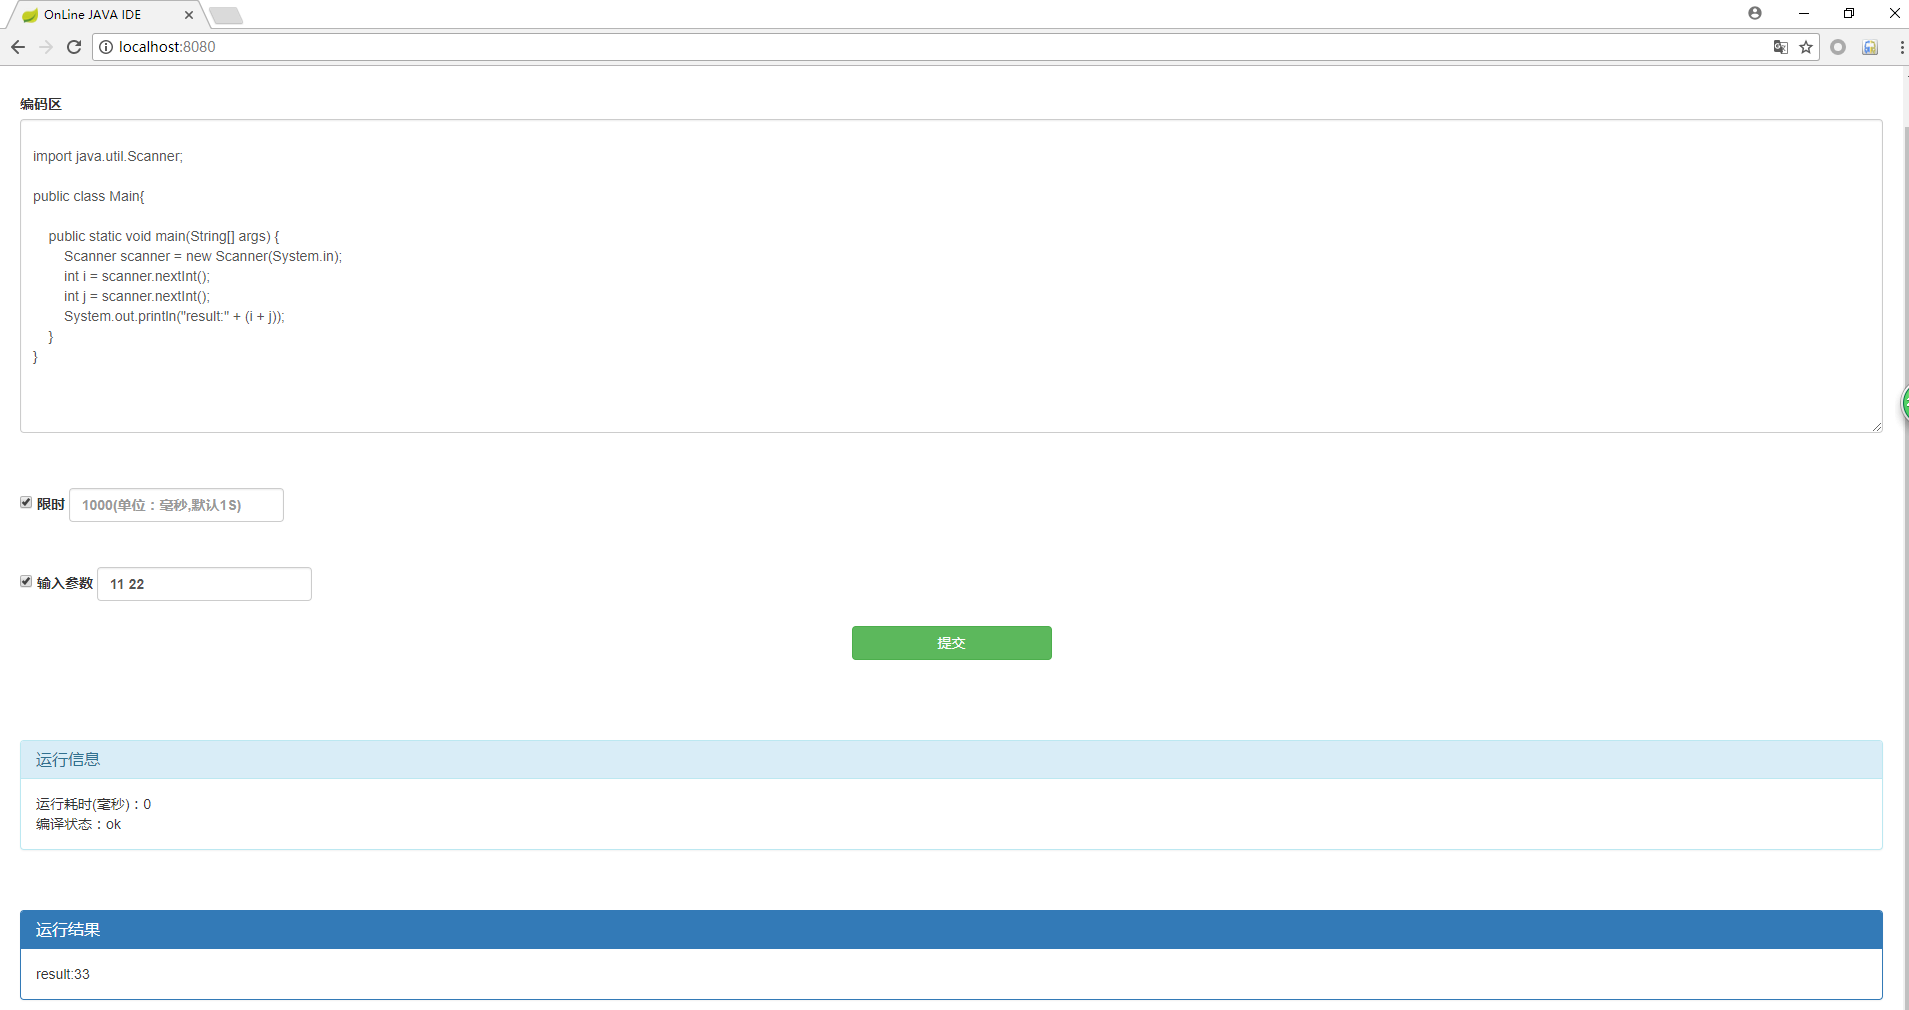 OnLine JAVA IDE
localhost:8080
编码区
import java.util.Scanner;
public class Main{
public static void main(String[] args) {
Scanner scanner = new Scanner(System.in);
int i = scanner.nextInt();
int j = scanner.nextInt();
System.out.println("result:" + (i + j));
}
}
限时 1000(单位：毫秒,默认1S)
输入参数 11 22
提交
运行信息
运行耗时(毫秒)：0
编译状态：ok
运行结果
result:33